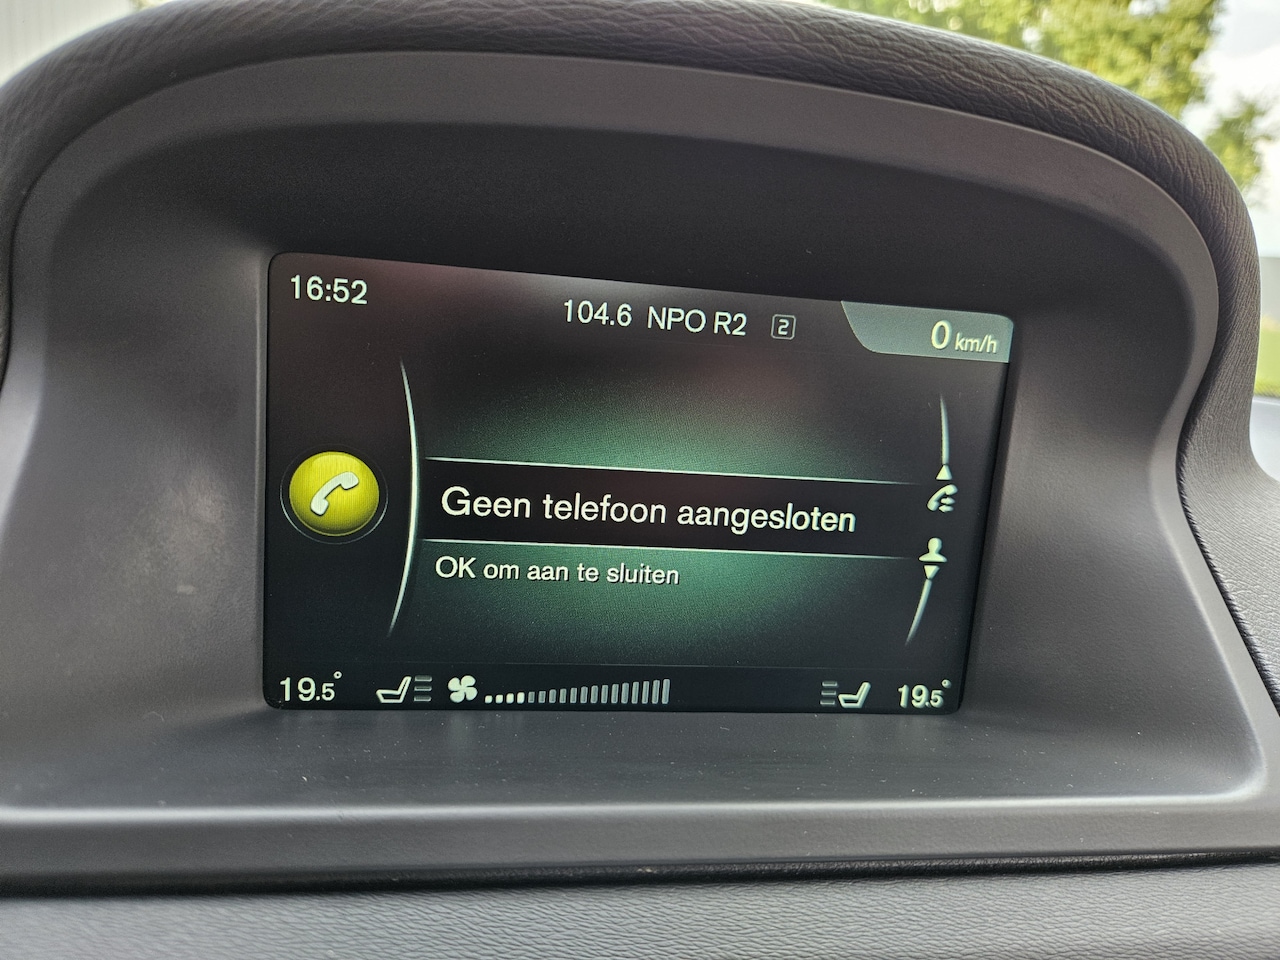 16:52
104.6 NPO R2 2
0 km/h
Geen telefoon aangesloten
OK om aan te sluiten
19.5° 19.5°